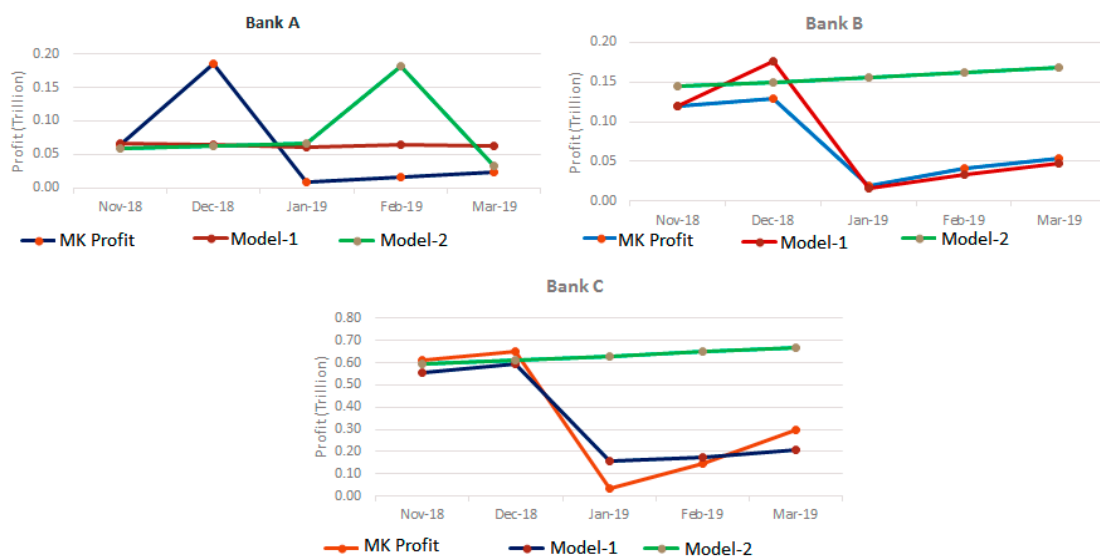 Bank A
Profit (Trillion)
0.20
0.15
0.10
0.05
0.00
Nov-18 Dec-18 Jan-19 Feb-19 Mar-19
MK Profit Model-1 Model-2
Bank B
Profit (Trillion)
0.20
0.15
0.10
0.05
0.00
Nov-18 Dec-18 Jan-19 Feb-19 Mar-19
MK Profit Model-1 Model-2
Bank C
Profit (Trillion)
0.80
0.70
0.60
0.50
0.40
0.30
0.20
0.10
0.00
Nov-18 Dec-18 Jan-19 Feb-19 Mar-19
MK Profit Model-1 Model-2